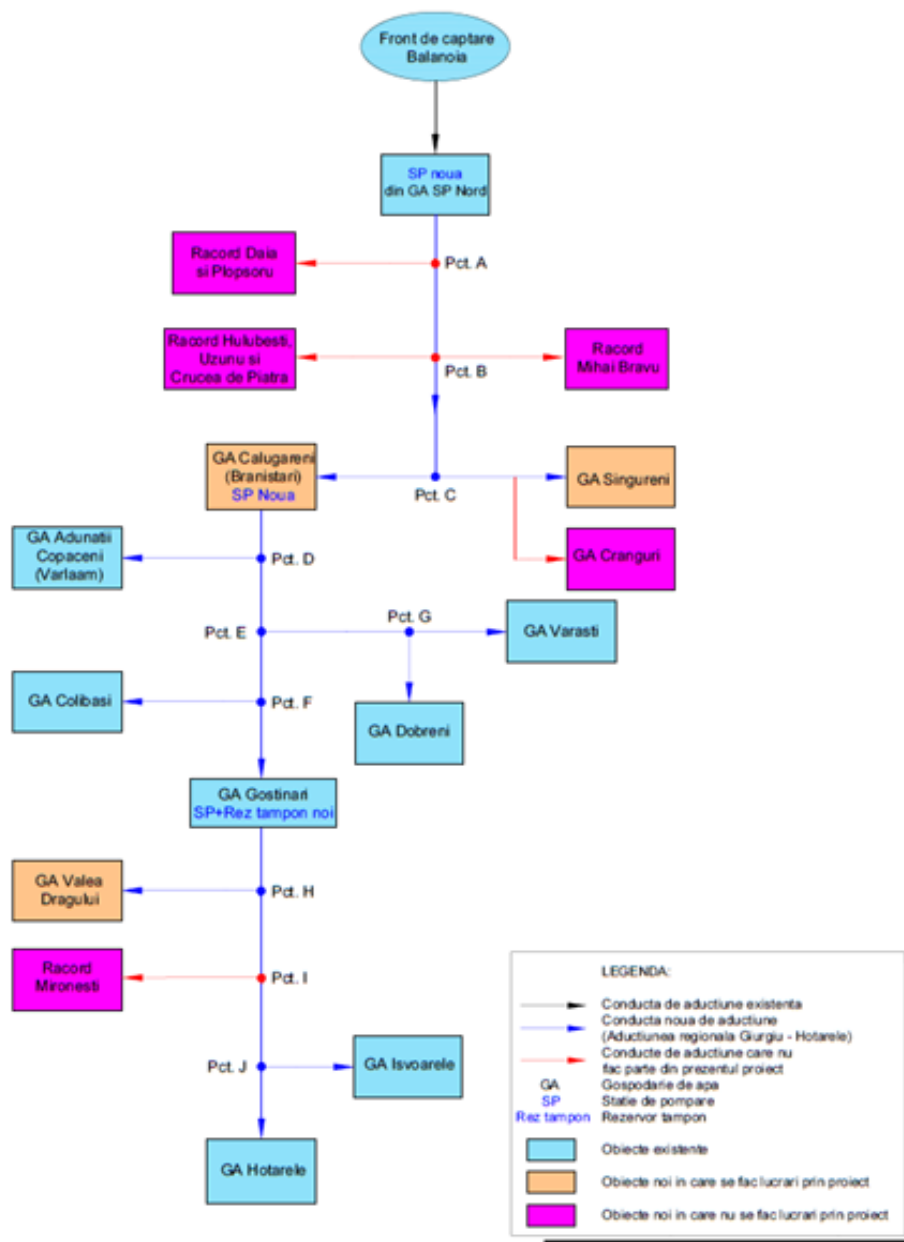 Front de captare
Balanoia
SP noua
din GA SP Nord
Racord Daia
si Plopsoru
Pct. A
Racord Hulubesti,
Uzunu si
Crucea de Piatra
Pct. B
Racord
Mihai Bravu
GA Calugareni
(Branistari)
SP Noua
Pct. C
GA Singureni
GA Adunatii
Copaceni
(Varlaam)
Pct. D
GA Cranguri
Pct. E
Pct. G
GA Varasti
GA Colibasi
Pct. F
GA Dobreni
GA Gostinari
SP+Rez tampon noi
GA Valea
Dragului
Pct. H
Racord
Mironesti
Pct. I
Pct. J
GA Isvoarele
GA Hotarele
LEGENDA:
Conducta de aductiune existenta
Conducta noua de aductiune
(Aductiunea regionala Giurgiu - Hotarele)
Conducte de aductiune care nu
fac parte din prezentul proiect
GA Gospodarie de apa
SP Statie de pompare
Rez tampon Rezervor tampon
Obiecte existente
Obiecte noi in care se fac lucrari prin proiect
Obiecte noi in care nu se fac lucrari prin proiect